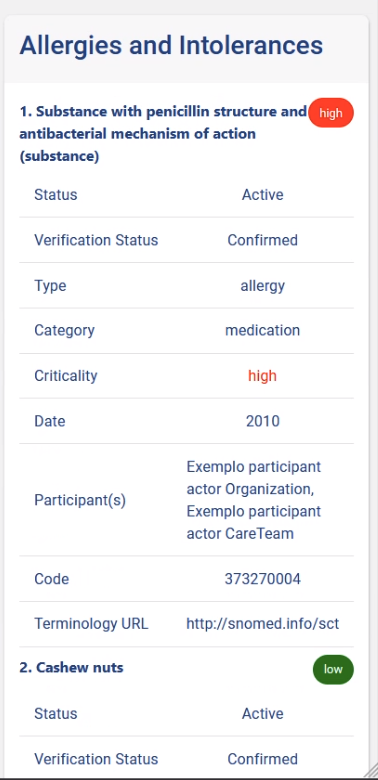 Allergies and Intolerances
1. Substance with penicillin structure and high
antibacterial mechanism of action
(substance)
Status Active
Verification Status Confirmed
Type allergy
Category medication
Criticality high
Date 2010
Exemplo participant
actor Organization,
Participant(s)
Exemplo participant
actor CareTeam
Code 373270004
Terminology URL http://snomed.info/sct
2. Cashew nuts low
Status Active
Verification Status Confirmed